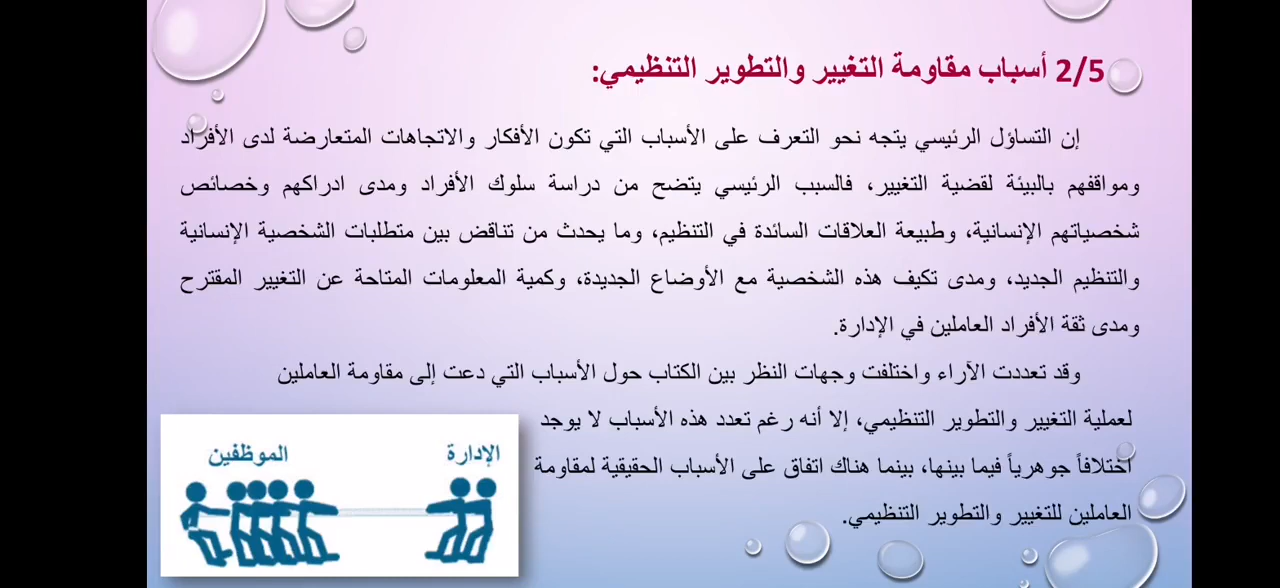 2/5 أسباب مقاومة التغيير والتطوير التنظيمي:
إن التساؤل الرئيسي يتجه نحو التعرف على الأسباب التي تكون الأفكار والاتجاهات المتعارضة لدى الأفراد
ومواقفهم بالبيئة لقضية التغيير، فالسبب الرئيسي يتضح من دراسة سلوك الأفراد ومدى ادراكهم وخصائص
شخصياتهم الإنسانية، وطبيعة العلاقات السائدة في التنظيم، وما يحدث من تناقض بين متطلبات الشخصية الإنسانية
والتنظيم الجديد، ومدى تكيف هذه الشخصية مع الأوضاع الجديدة، وكمية المعلومات المتاحة عن التغيير المقترح
ومدى ثقة الأفراد العاملين في الإدارة.
وقد تعددت الآراء واختلفت وجهات النظر بين الكتاب حول الأسباب التي دعت إلى مقاومة العاملين
لعملية التغيير والتطوير التنظيمي، إلا أنه رغم تعدد هذه الأسباب لا يوجد
اختلافاً جوهرياً فيما بينها، بينما هناك اتفاق على الأسباب الحقيقية لمقاومة
العاملين للتغيير والتطوير التنظيمي.
الإدارة
الموظفين